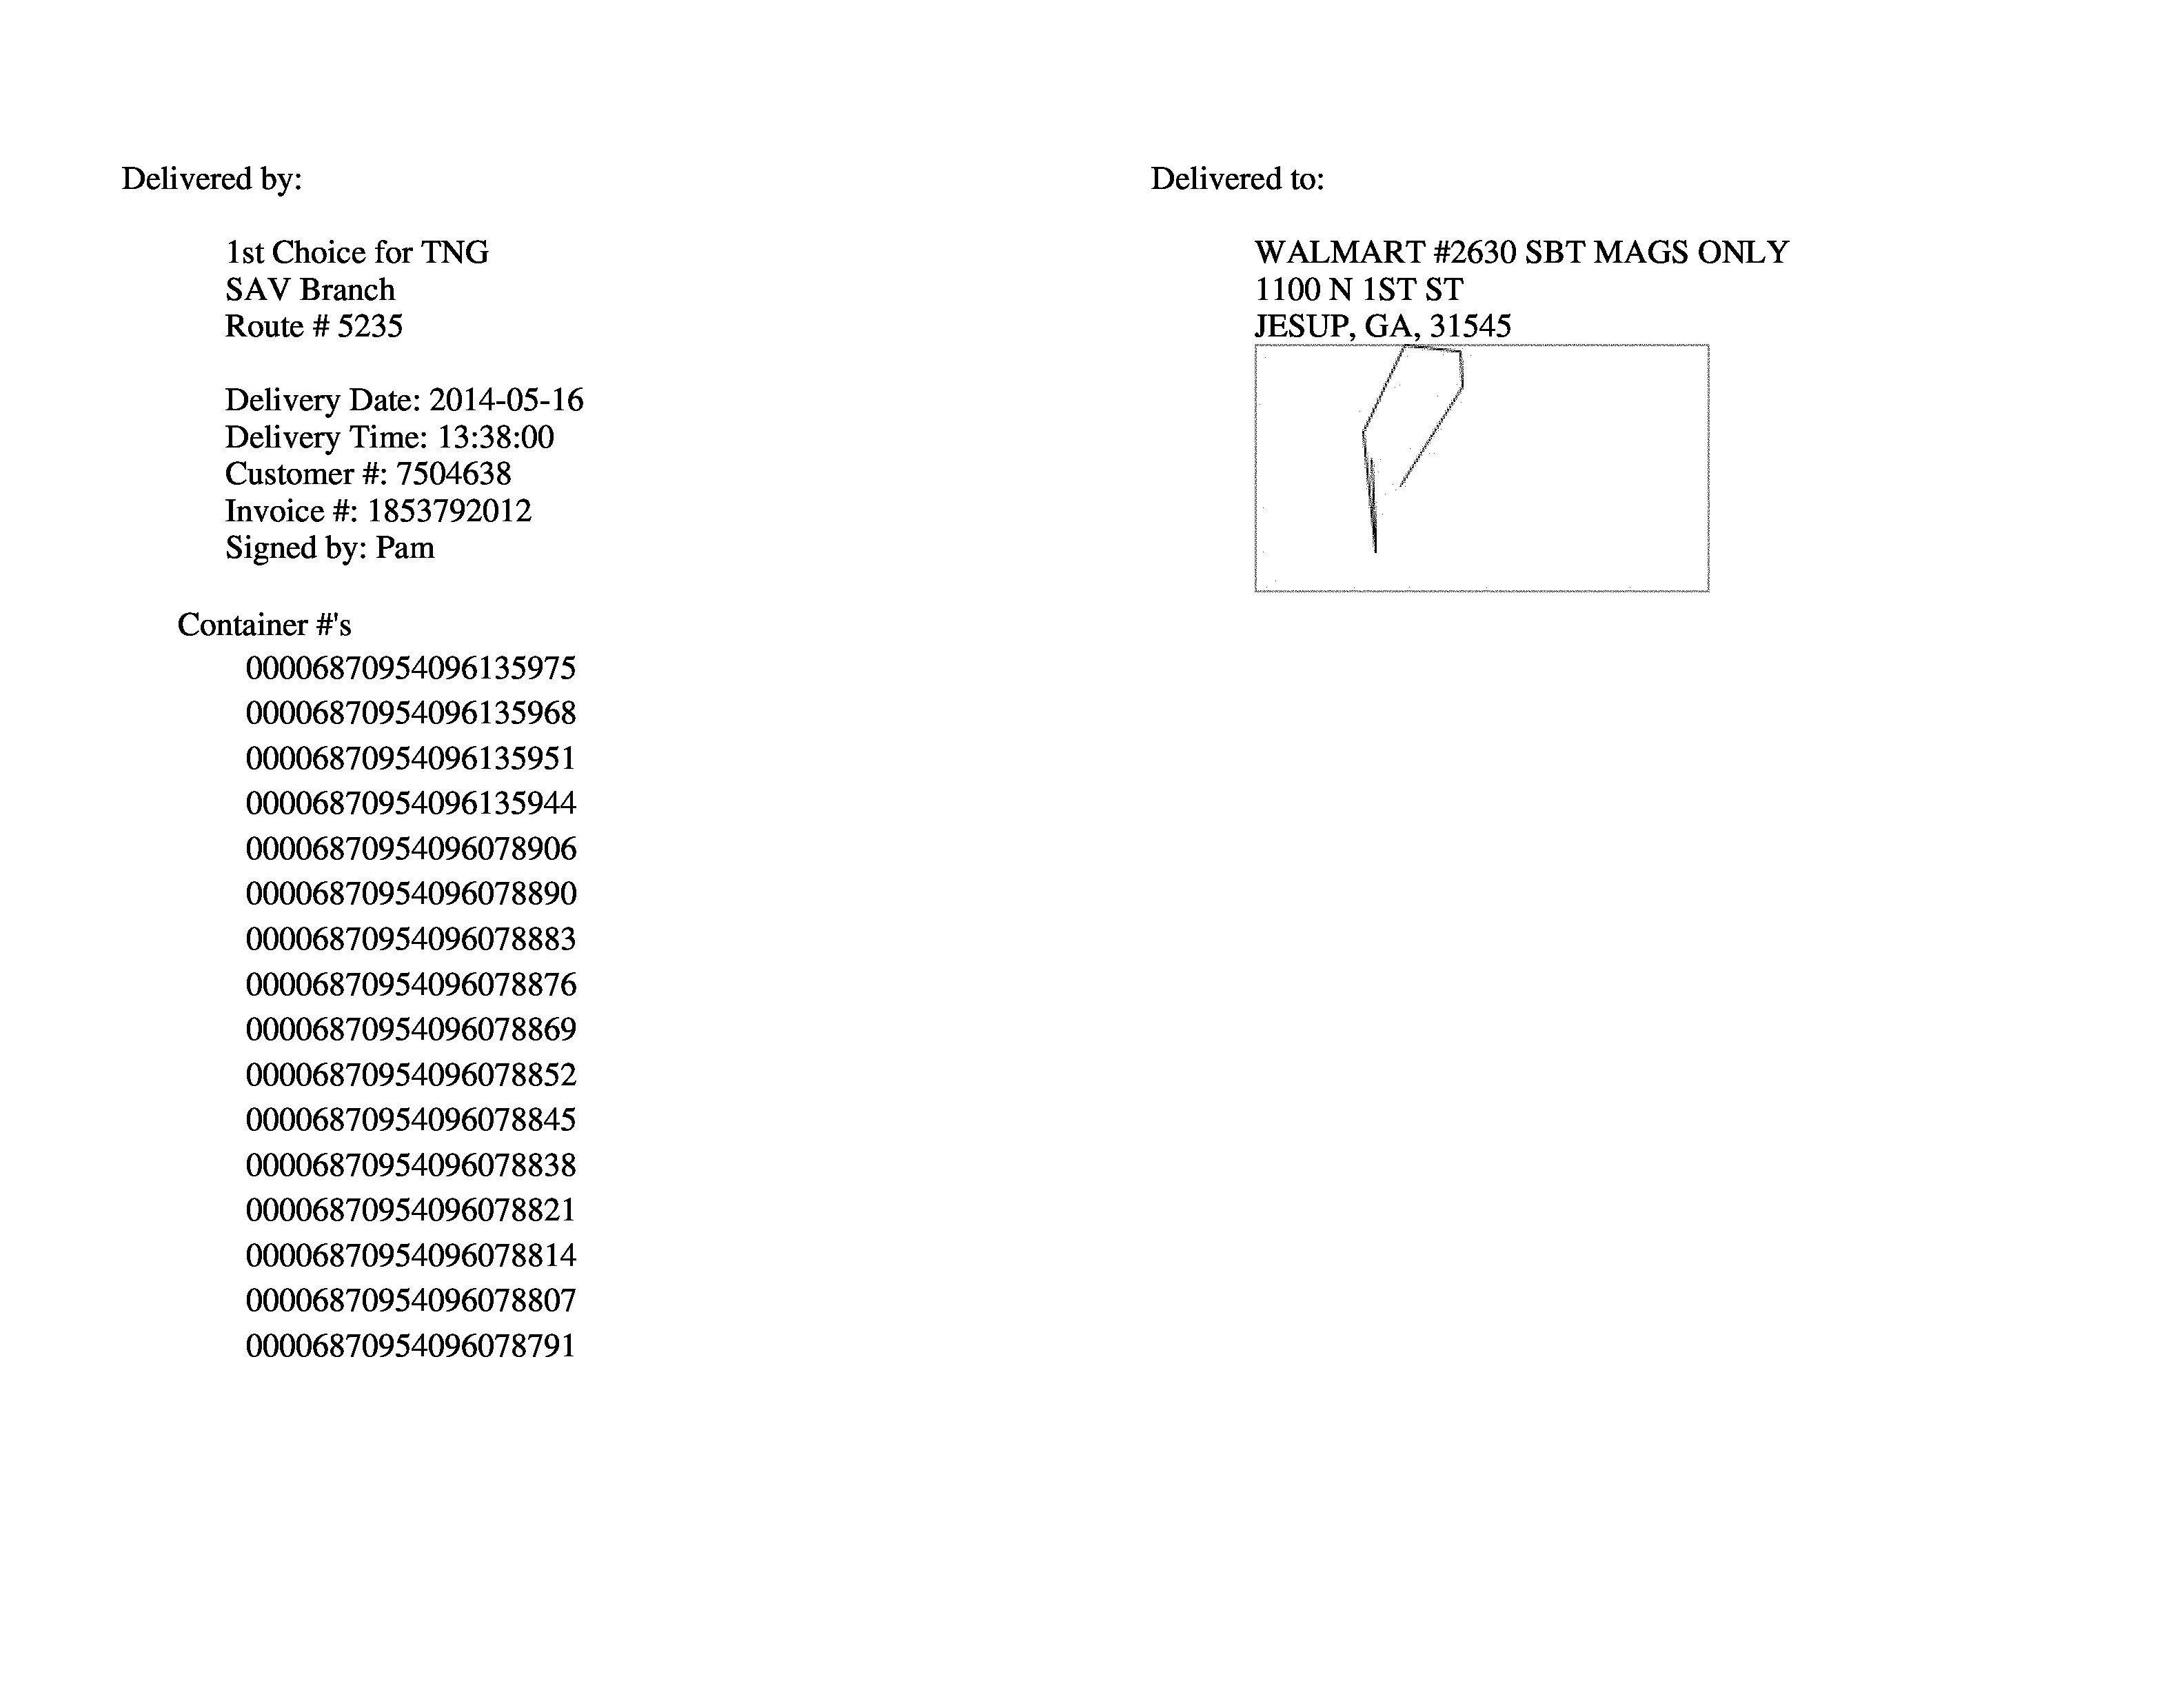 Delivered by:
1st Choice for TNG
SAV Branch
Route # 5235
Delivery Date: 2014-05-16
Delivery Time: 13:38:00
Customer #: 7504638
Invoice #: 1853792012
Signed by: Pam
Container #'s
00006870954096135975
00006870954096135968
00006870954096135951
00006870954096135944
00006870954096078906
00006870954096078890
00006870954096078883
00006870954096078876
00006870954096078869
00006870954096078852
00006870954096078845
00006870954096078838
00006870954096078821
00006870954096078814
00006870954096078807
00006870954096078791
Delivered to:
WALMART #2630 SBT MAGS ONLY
1100 N 1ST ST
JESUP, GA, 31545